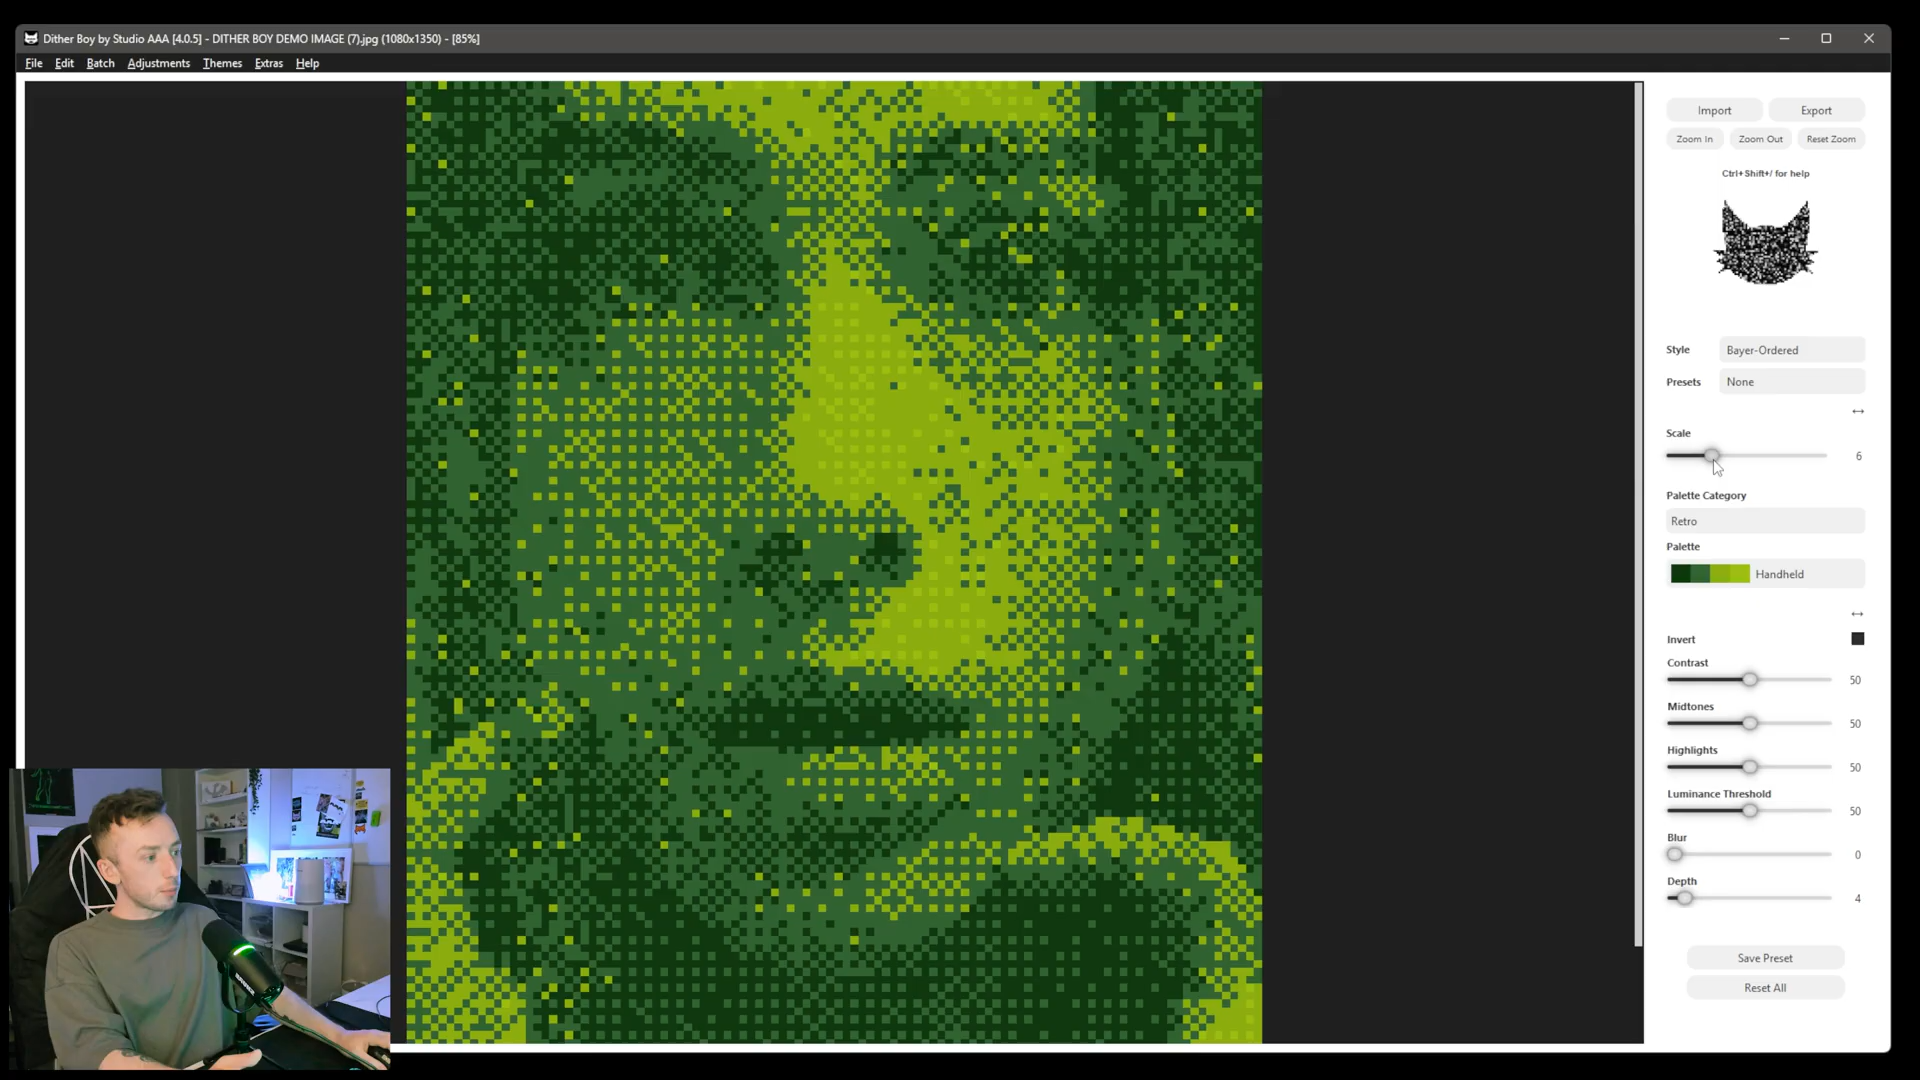 Dither Boy by Studio AAA [4.0.5] - DITHER BOY DEMO IMAGE (7).jpg (1080x1350) - [85%]
File Edit Batch Adjustments Themes Extras Help
Import Export
Zoom In Zoom Out Reset Zoom
Ctrl+Shift+/ for help
Style Bayer-Ordered
Presets None
Scale
6
Palette Category
Retro
Palette
Handheld
Invert
Contrast
50
Midtones
50
Highlights
50
Luminance Threshold
50
Blur
0
Depth
4
Save Preset
Reset All